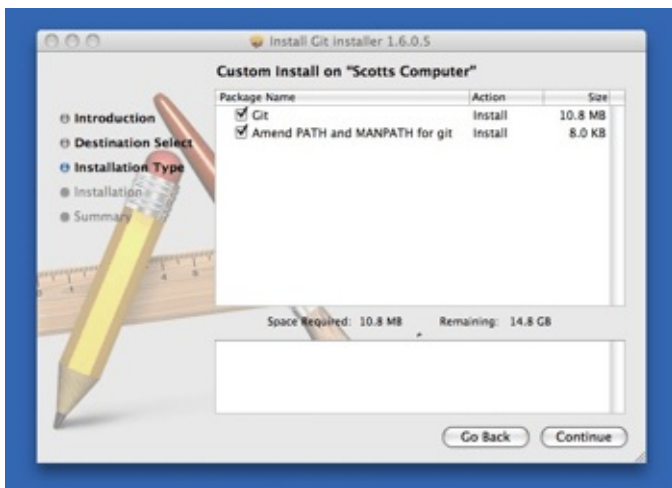 Install Git installer 1.6.0.5
Custom Install on "Scotts Computer"
Package Name Action Size
Git Install 10.8 MB
Amend PATH and MANPATH for git Install 8.0 KB
Introduction
Destination Select
Installation Type
Installation
Summary
Space Required: 10.8 MB Remaining: 14.8 GB
Go Back Continue